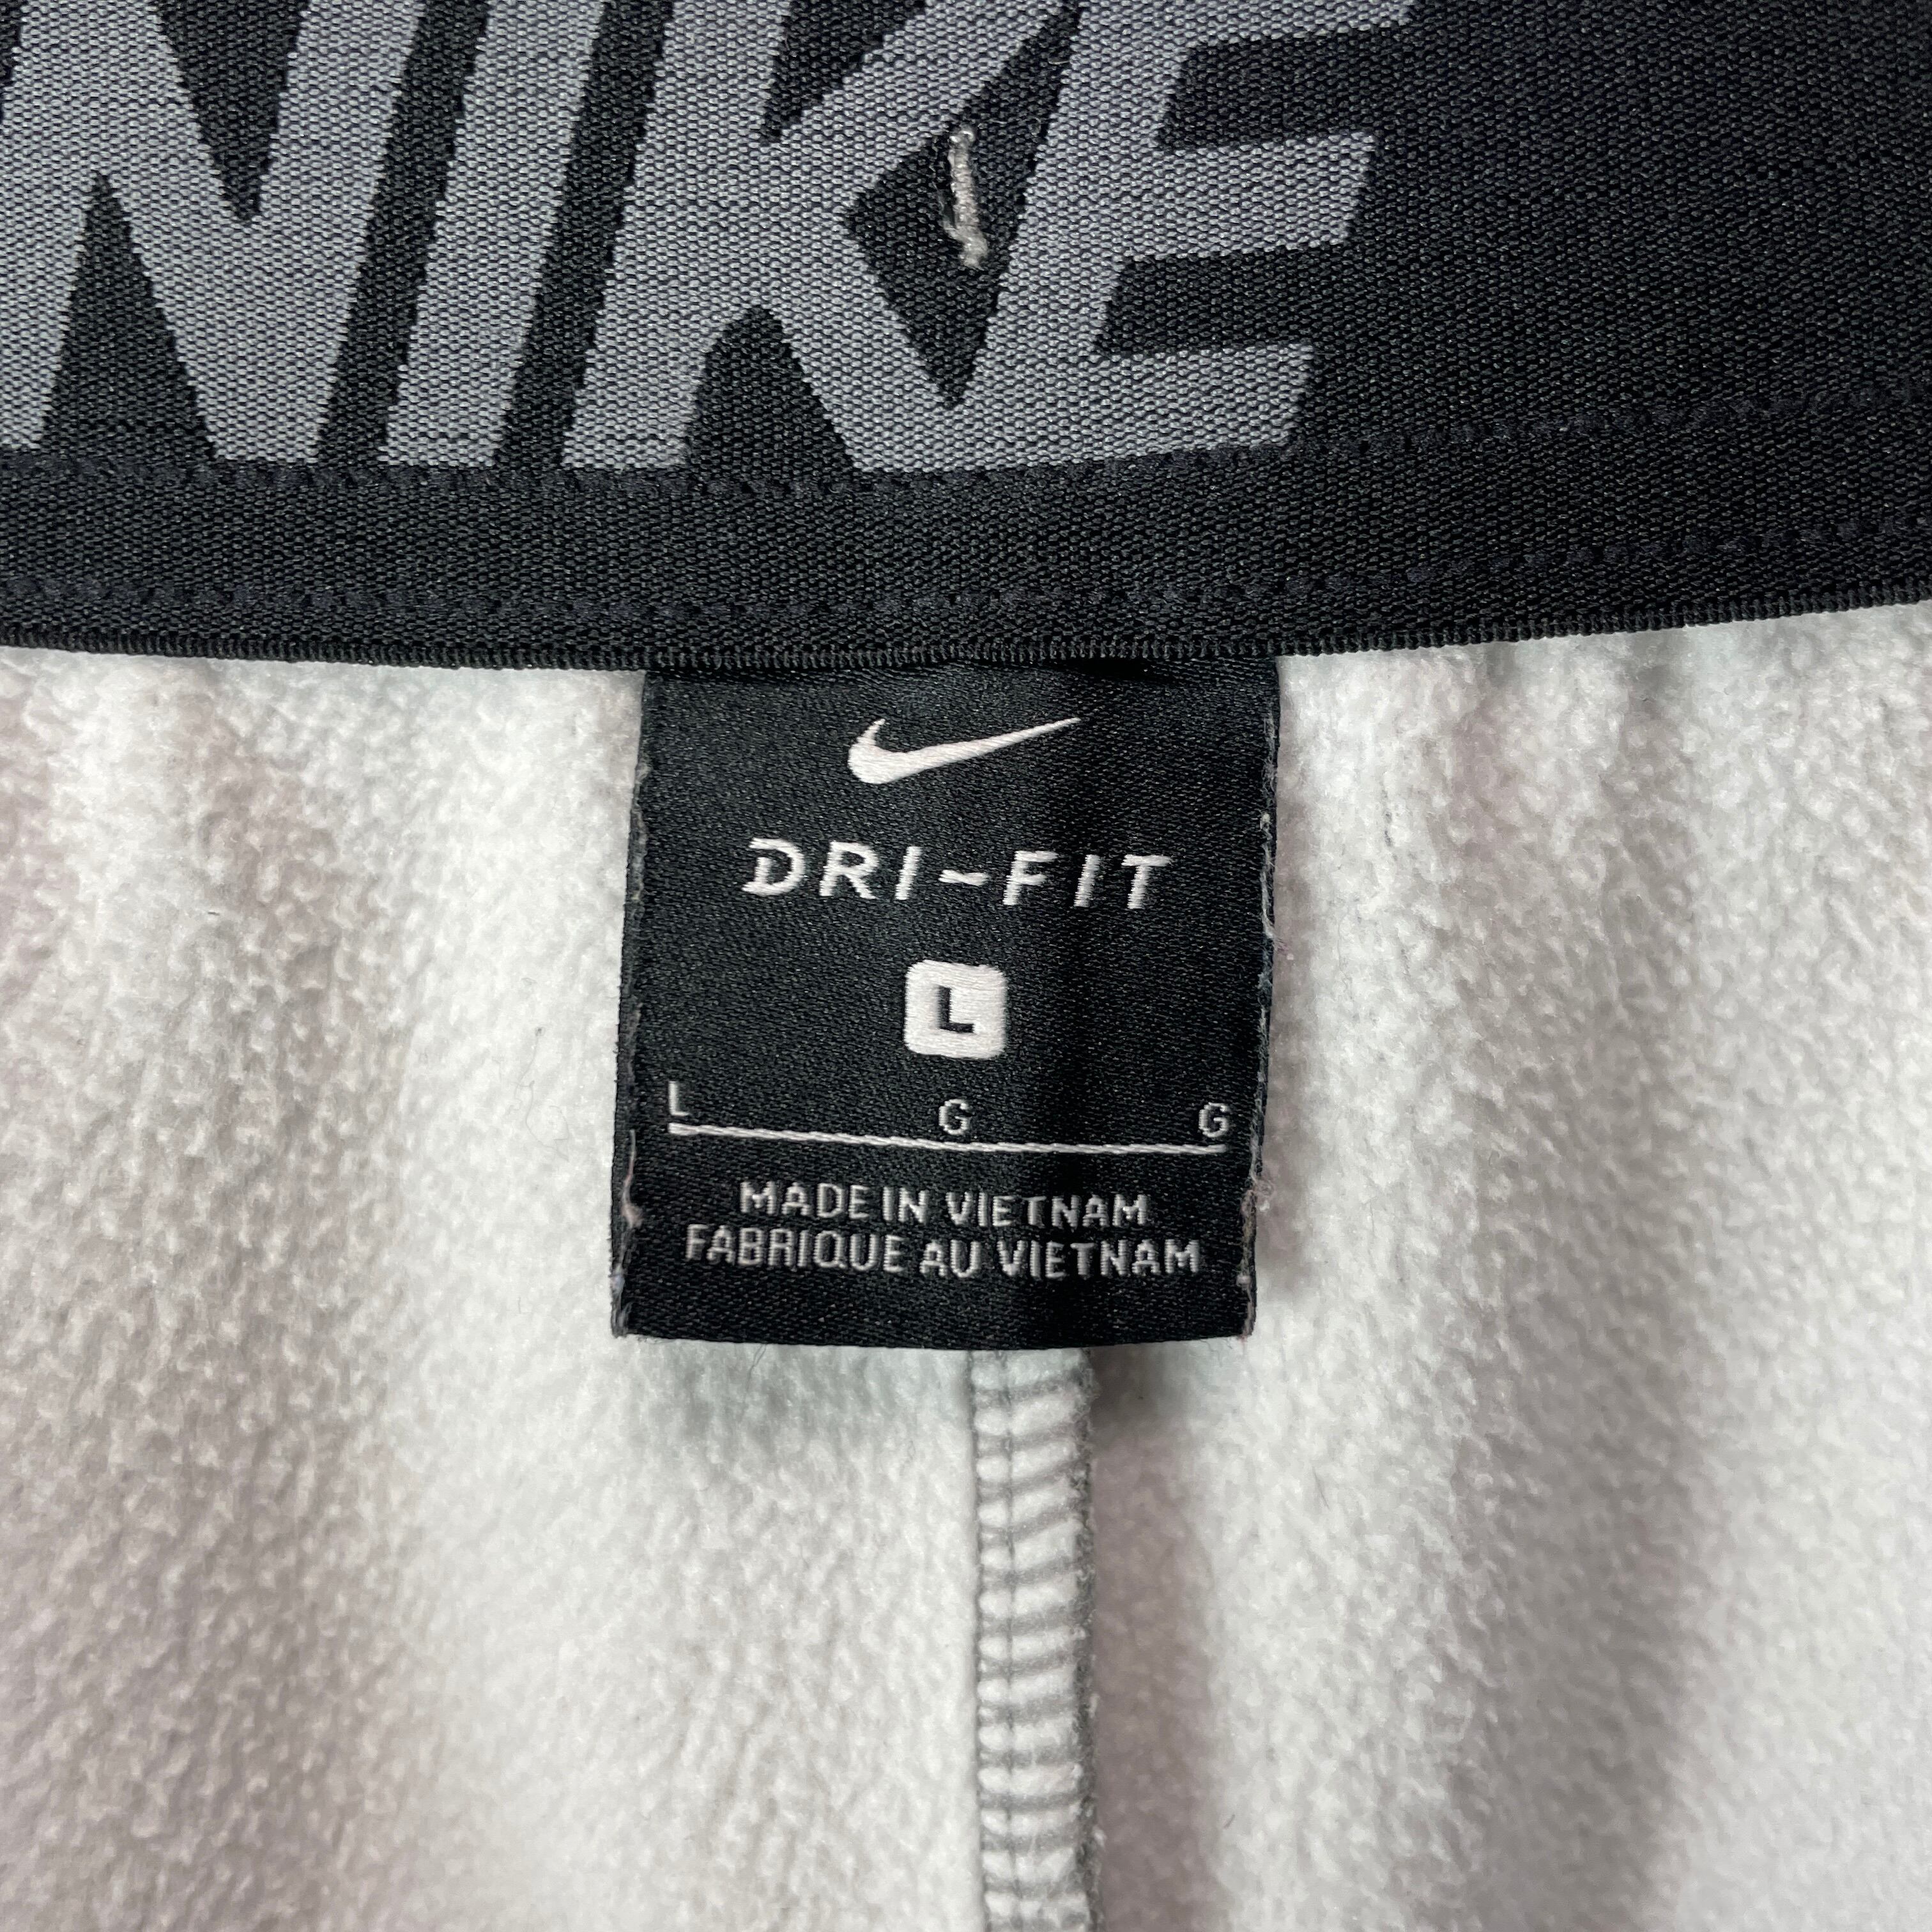 NIKE
DRI-FIT
L
L G G
MADE IN VIETNAM
FABRIQUE AU VIETNAM